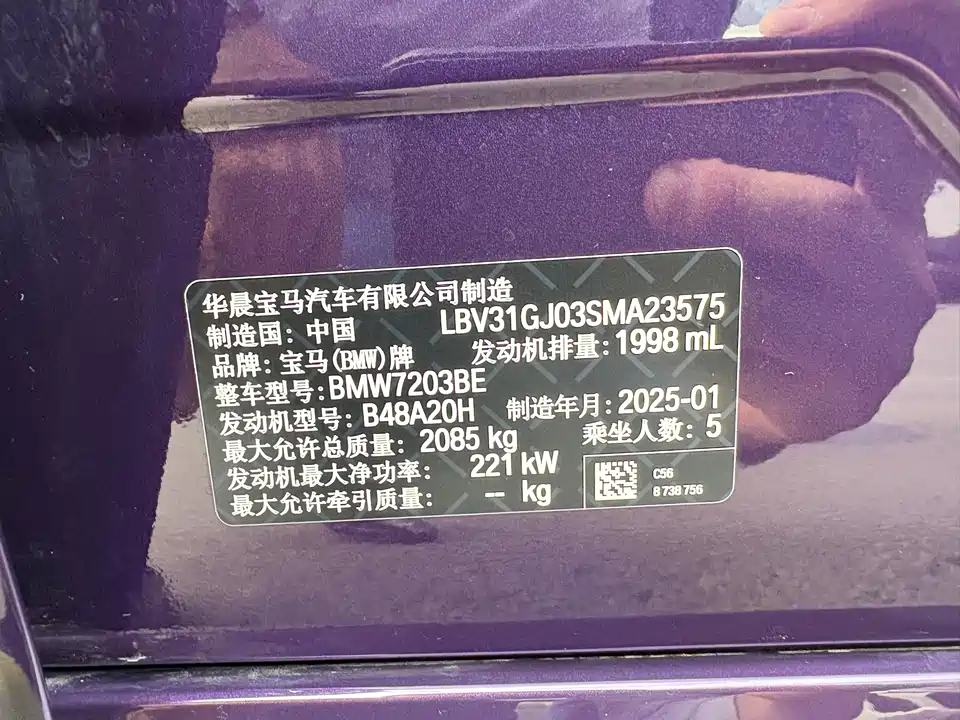 华晨宝马汽车有限公司制造
制造国：中国 LBV31GJ03SMA23575
品牌：宝马(BMW)牌 发动机排量：1998 mL
整车型号：BMW7203BE
发动机型号：B48A20H 制造年月：2025-01
最大允许总质量：2085 kg 乘坐人数：5
发动机最大净功率：221 kW
最大允许牵引质量：-- kg
C56
8 738 756